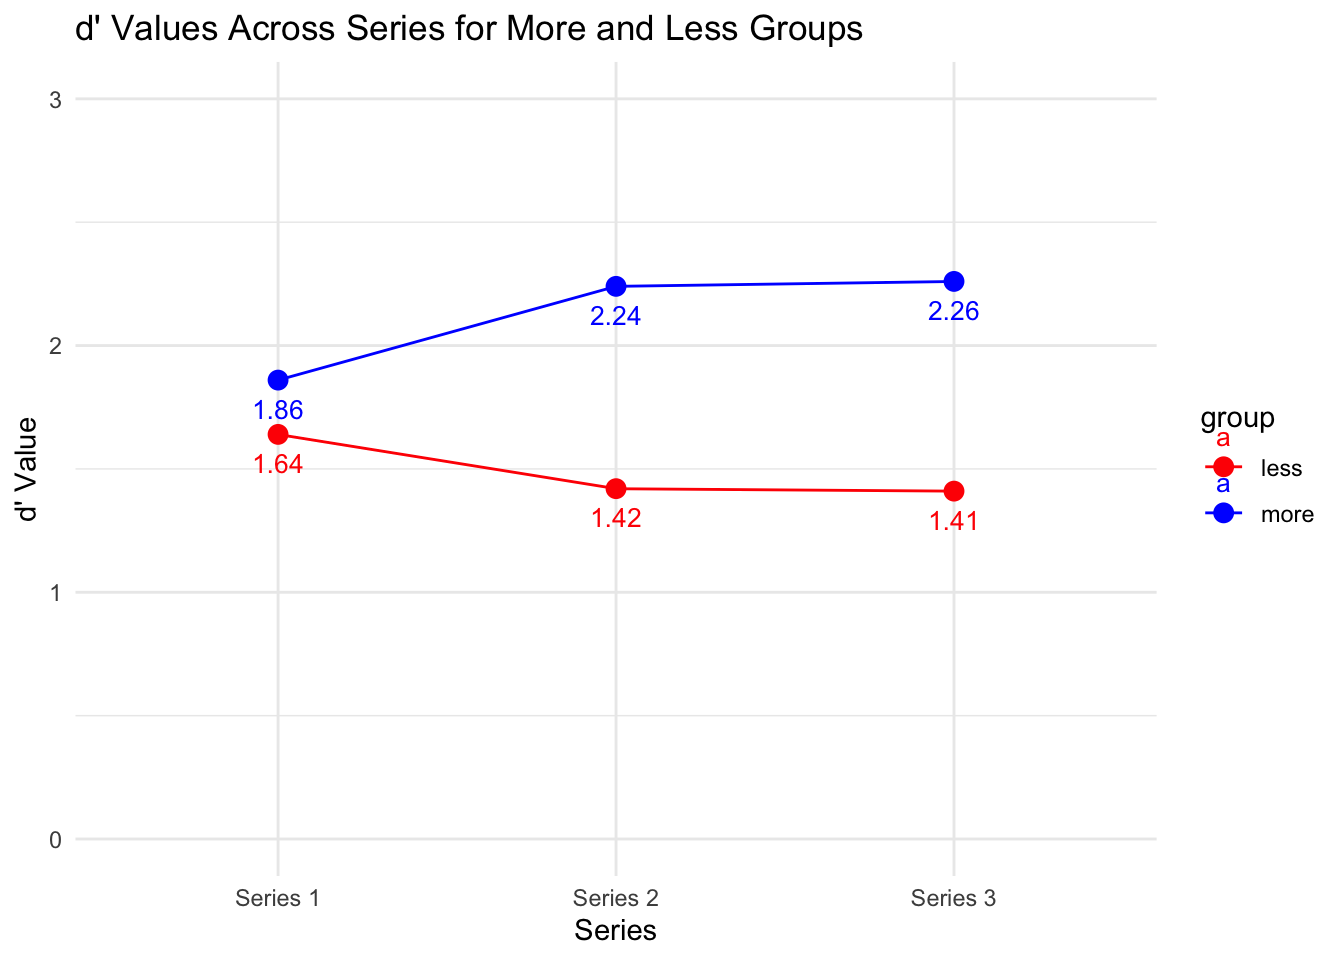 d' Values Across Series for More and Less Groups
3
2
1
0
d' Value
2.24
2.26
1.86
1.64
1.42
1.41
Series 1
Series 2
Series 3
Series
group
a
less
a
more